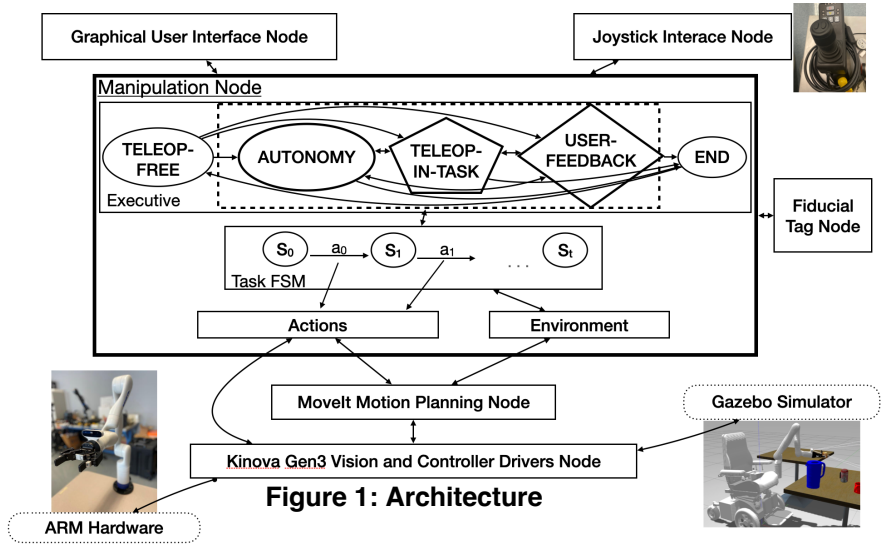 Graphical User Interface Node
Joystick Interace Node
Manipulation Node
TELEOP-
FREE
AUTONOMY
TELEOP-
IN-TASK
USER-
FEEDBACK
END
Executive
Fiducial
Tag Node
S0
a0
S1
a1
. . .
St
Task FSM
Actions
Environment
MoveIt Motion Planning Node
Gazebo Simulator
Kinova Gen3 Vision and Controller Drivers Node
Figure 1: Architecture
ARM Hardware